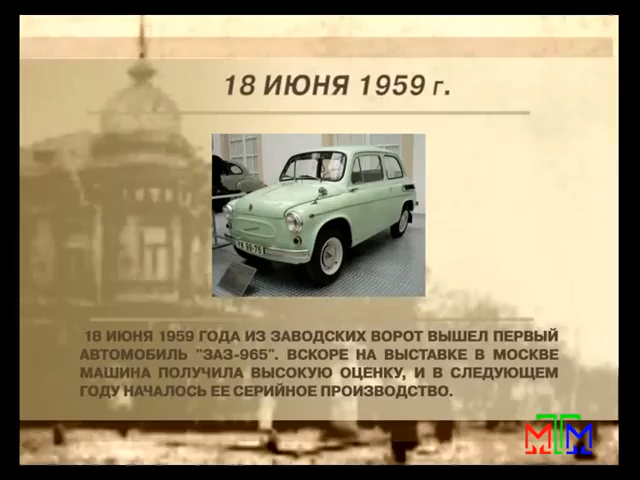 18 ИЮНЯ 1959 г.
18 ИЮНЯ 1959 ГОДА ИЗ ЗАВОДСКИХ ВОРОТ ВЫШЕЛ ПЕРВЫЙ
АВТОМОБИЛЬ "ЗАЗ-965". ВСКОРЕ НА ВЫСТАВКЕ В МОСКВЕ
МАШИНА ПОЛУЧИЛА ВЫСОКУЮ ОЦЕНКУ, И В СЛЕДУЮЩЕМ
ГОДУ НАЧАЛОСЬ ЕЕ СЕРИЙНОЕ ПРОИЗВОДСТВО.
МТМ